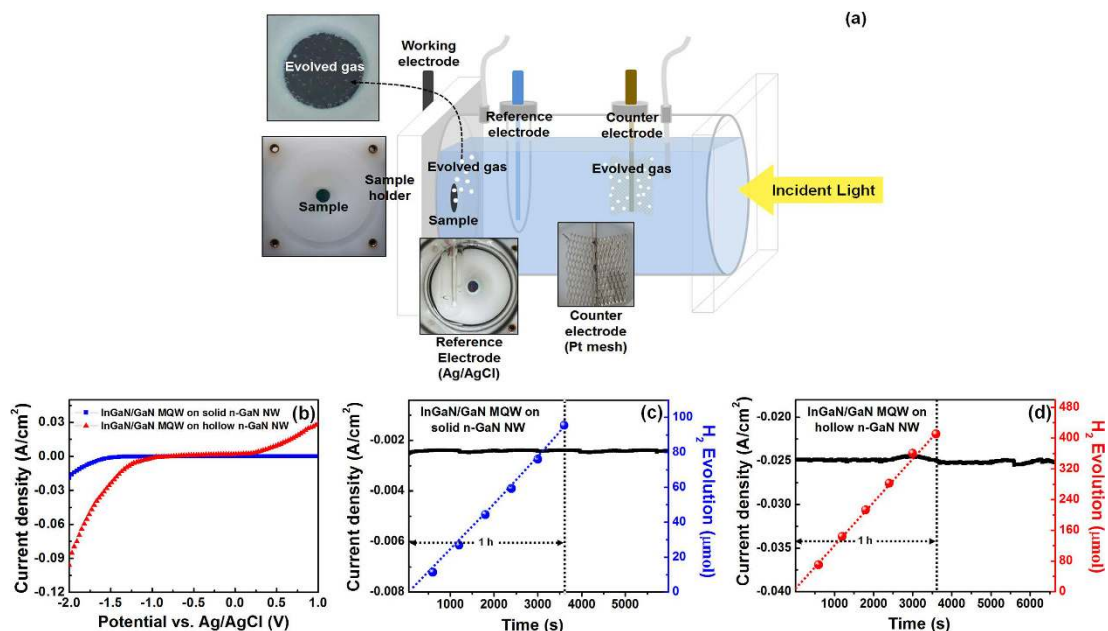 (a)
Evolved gas
Working
electrode
Reference
electrode
Counter
electrode
Evolved gas
Evolved gas
Sample
holder
Sample
Sample
Incident Light
Reference
Electrode
(Ag/AgCl)
Counter
electrode
(Pt mesh)
(b)
InGaN/GaN MQW on solid n-GaN NW
InGaN/GaN MQW on hollow n-GaN NW
Current density (A/cm2)
0.03
0.00
-0.03
-0.06
-0.09
-0.12
-2.0 -1.5 -1.0 -0.5 0.0 0.5 1.0
Potential vs. Ag/AgCl (V)
(c)
InGaN/GaN MQW on
solid n-GaN NW
Current density (A/cm2)
-0.002
-0.004
-0.006
-0.008
1 h
1000 2000 3000 4000 5000
Time (s)
100
80
60
40
20
0
H2 Evolution (μmol)
(d)
InGaN/GaN MQW on
hollow n-GaN NW
Current density (A/cm2)
-0.020
-0.025
-0.030
-0.035
-0.040
1 h
1000 2000 3000 4000 5000 6000
Time (s)
480
400
320
240
160
80
0
H2 Evolution (μmol)